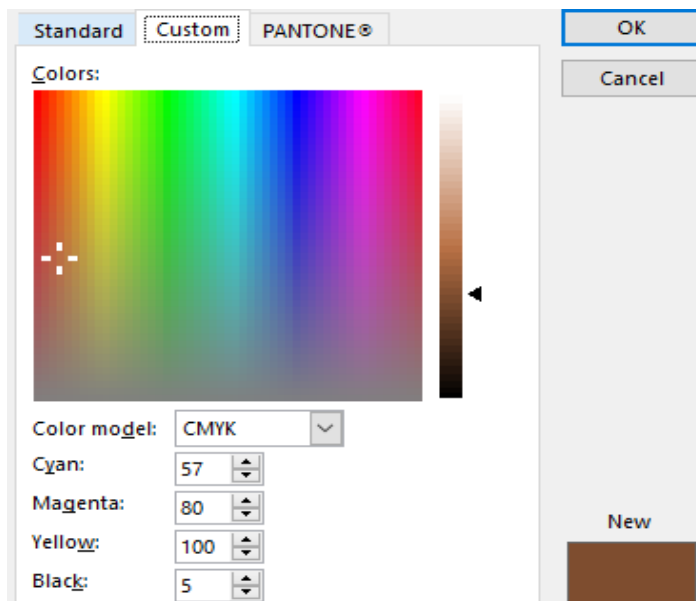 Standard Custom PANTONE®
OK
Cancel
Colors:
Color model: CMYK
Cyan: 57
Magenta: 80
Yellow: 100
Black: 5
New